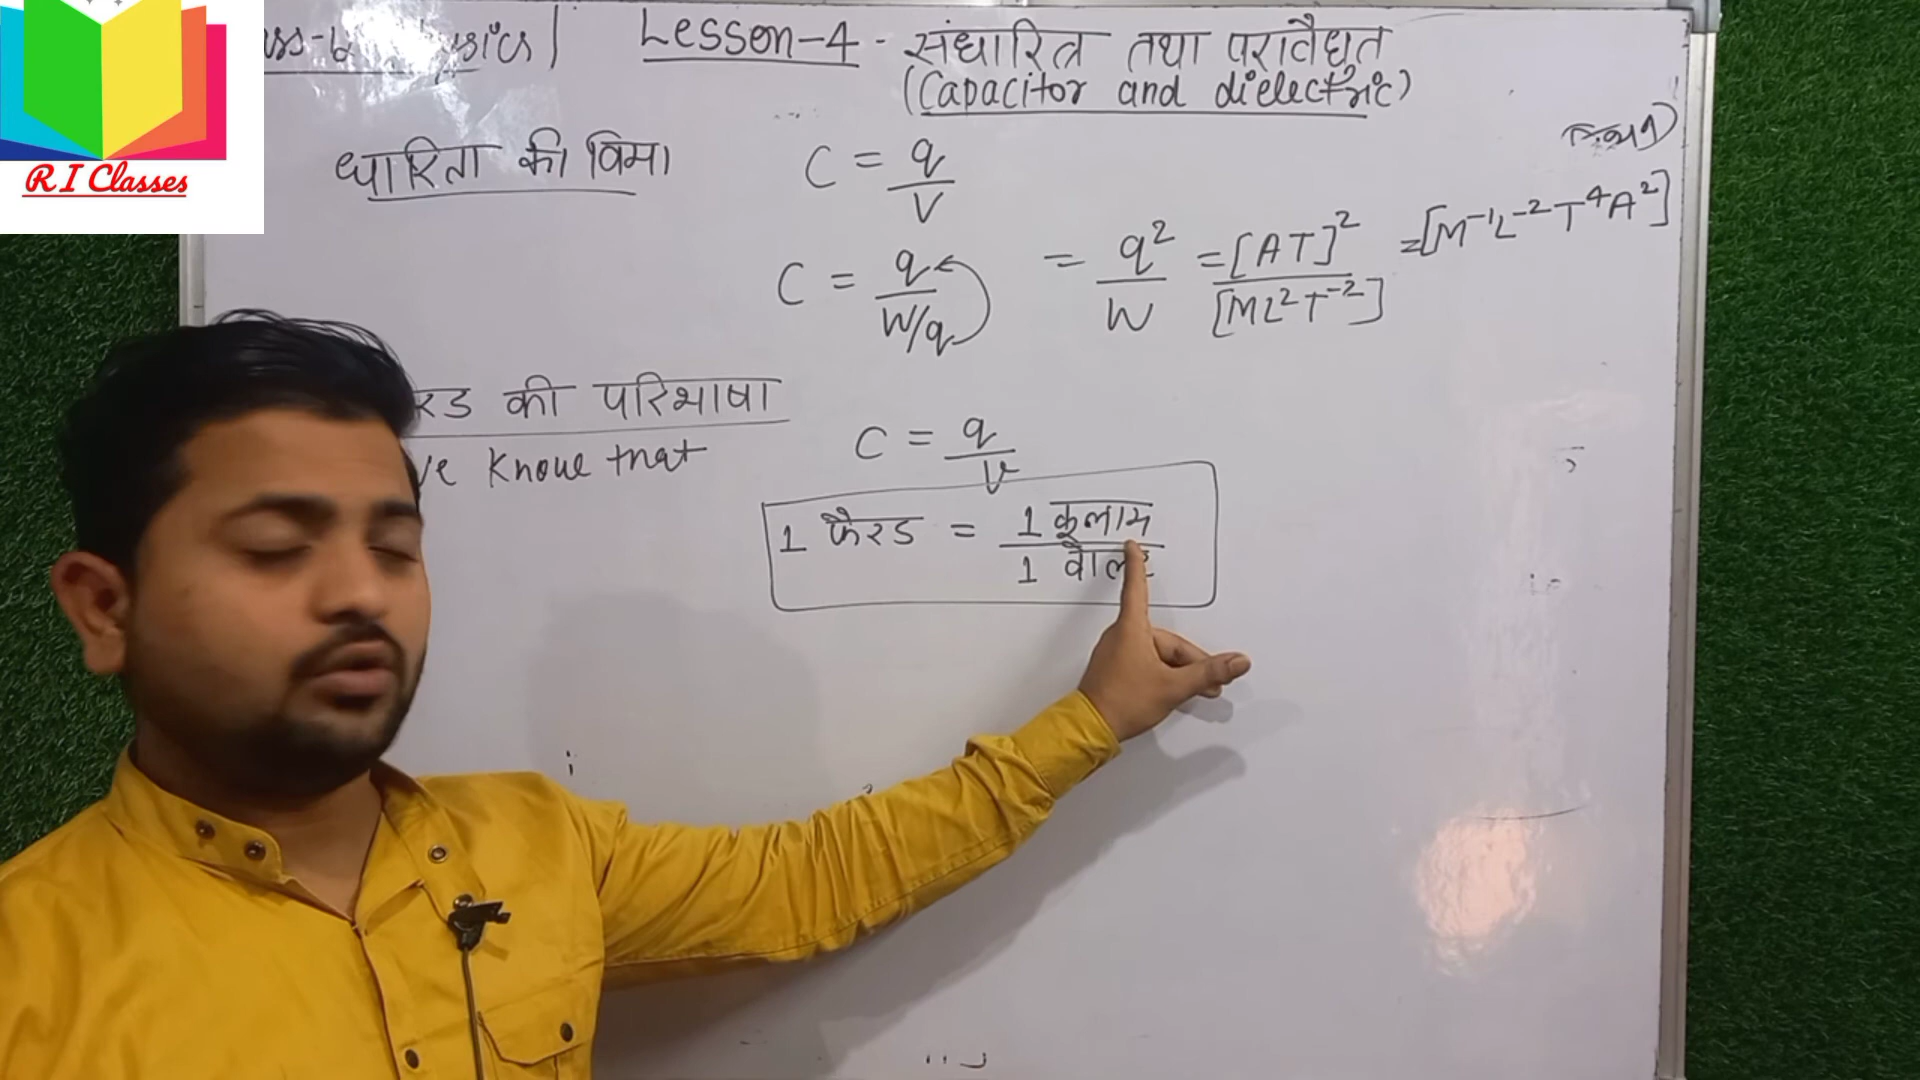 Lesson-4 - संधारित्र तथा परावैद्युत
(Capacitor and dielectric)
R I Classes
धारिता की विमा
C = q/V
C = q/W/q = q²/W = [AT]²/[ML²T⁻²] = [M⁻¹L⁻²T⁴A²]
की परिभाषा
know that
C = q/V
1 फैरड = 1 कूलाम/1 वोल्ट